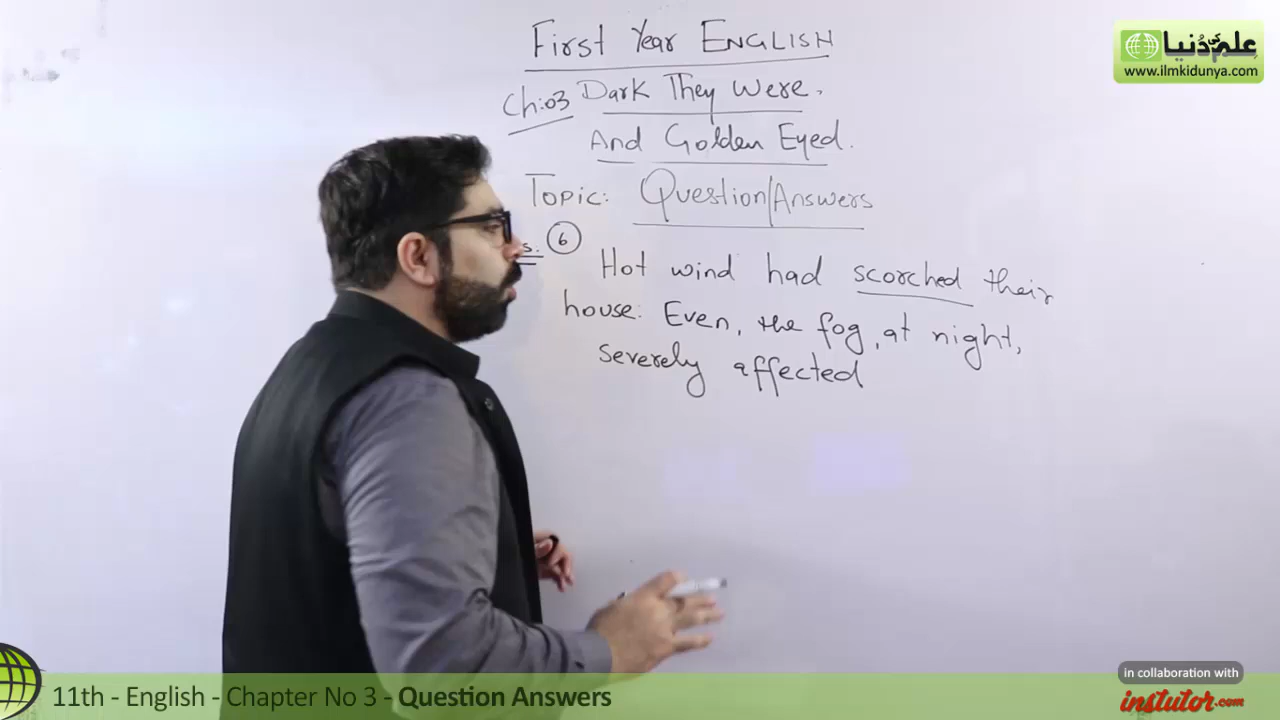 First Year ENGLISH
Ch:03 Dark They Were.
And Golden Eyed.
Topic: Question/Answers
s. 6
Hot wind had scorched their
house: Even, the fog, at night,
severely affected
علم کی دنیا
www.ilmkidunya.com
in collaboration with
instutor.com
11th - English - Chapter No 3 - Question Answers